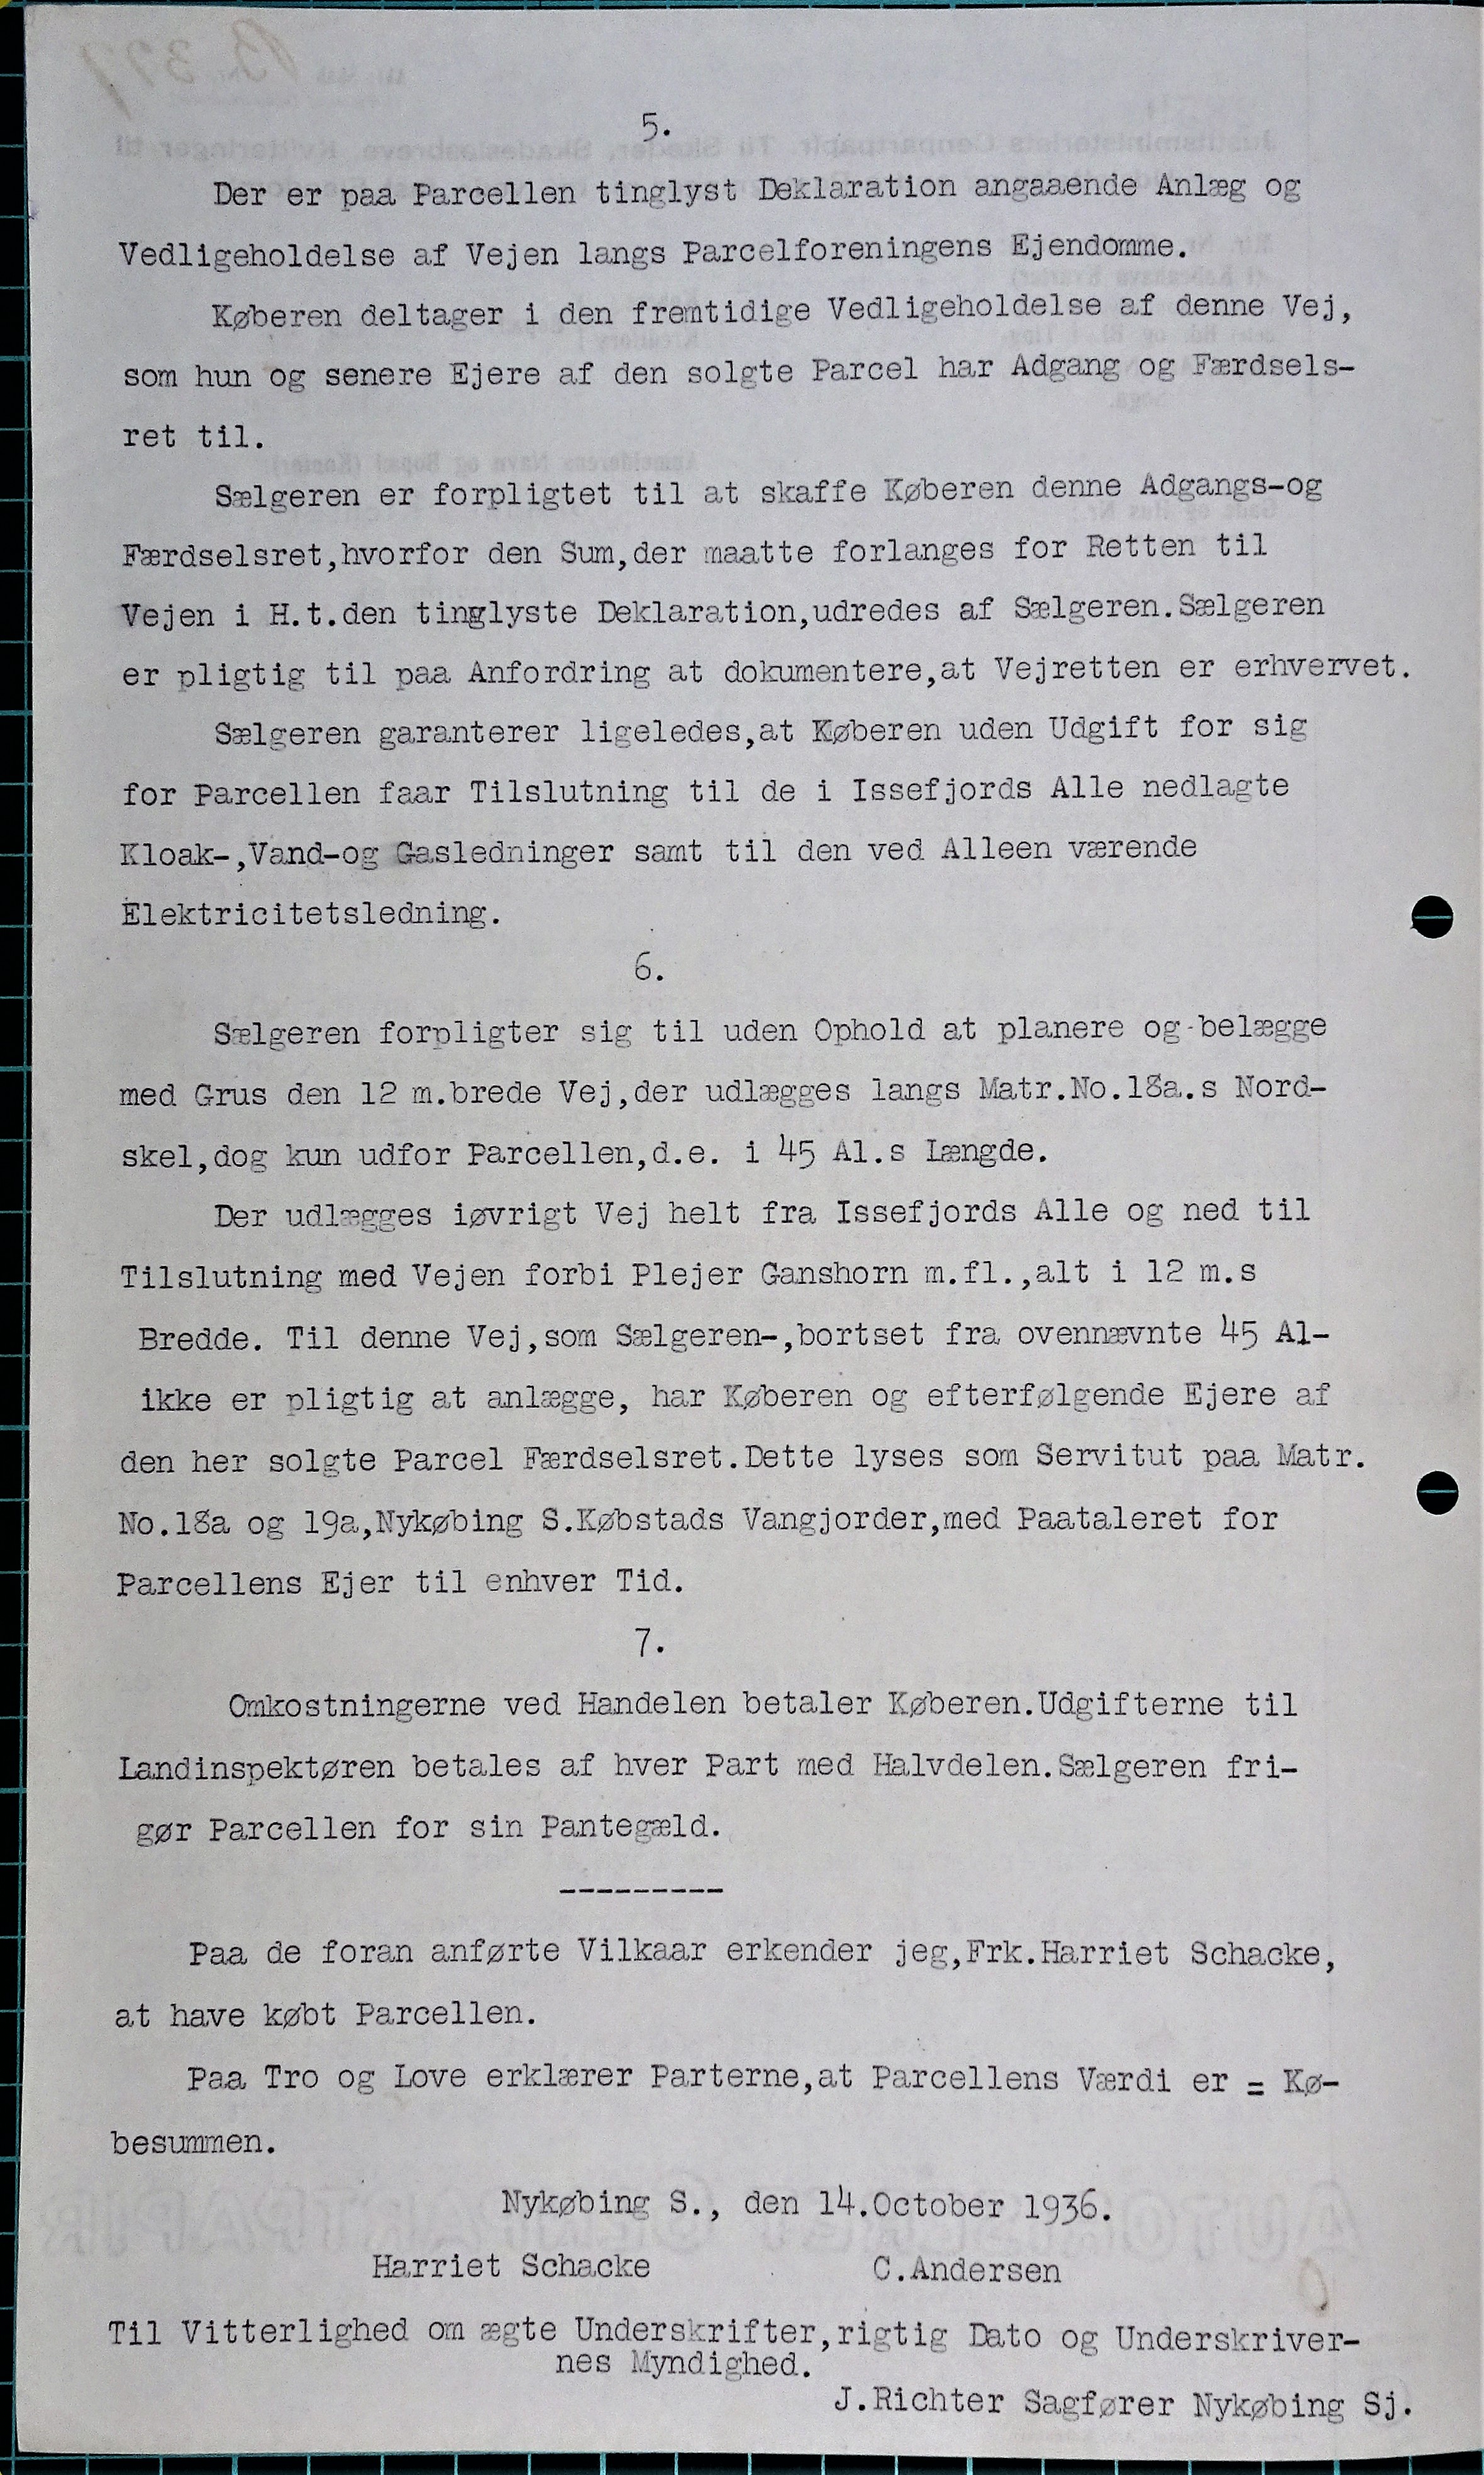 5.
Der er paa Parcellen tinglyst Deklaration angaaende Anlæg og
Vedligeholdelse af Vejen langs Parcelforeningens Ejendomme.
Køberen deltager i den fremtidige Vedligeholdelse af denne Vej,
som hun og senere Ejere af den solgte Parcel har Adgang og Færdsels-
ret til.
Sælgeren er forpligtet til at skaffe Køberen denne Adgangs-og
Færdselsret,hvorfor den Sum,der maatte forlanges for Retten til
Vejen i H.t.den tinglyste Deklaration,udredes af Sælgeren.Sælgeren
er pligtig til paa Anfordring at dokumentere,at Vejretten er erhvervet.
Sælgeren garanterer ligeledes,at Køberen uden Udgift for sig
for Parcellen faar Tilslutning til de i Issefjords Alle nedlagte
Kloak-,Vand-og Gasledninger samt til den ved Alleen værende
Elektricitetsledning.
6.
Sælgeren forpligter sig til uden Ophold at planere og-belægge
med Grus den 12 m.brede Vej,der udlægges langs Matr.No.18a.s Nord-
skel,dog kun udfor Parcellen,d.e. i 45 Al.s Længde.
Der udlægges iøvrigt Vej helt fra Issefjords Alle og ned til
Tilslutning med Vejen forbi Plejer Ganshorn m.fl.,alt i 12 m.s
Bredde. Til denne Vej,som Sælgeren-,bortset fra ovennævnte 45 Al-
ikke er pligtig at anlægge, har Køberen og efterfølgende Ejere af
den her solgte Parcel Færdselsret.Dette lyses som Servitut paa Matr.
No.18a og 19a,Nykøbing S.Købstads Vangjorder,med Paataleret for
Parcellens Ejer til enhver Tid.
7.
Omkostningerne ved Handelen betaler Køberen.Udgifterne til
Landinspektøren betales af hver Part med Halvdelen.Sælgeren fri-
gør Parcellen for sin Pantegæld.
---------
Paa de foran anførte Vilkaar erkender jeg,Frk.Harriet Schacke,
at have købt Parcellen.
Paa Tro og Love erklærer Parterne,at Parcellens Værdi er = Kø-
besummen.
Nykøbing S., den 14.October 1936.
Harriet Schacke C.Andersen
Til Vitterlighed om ægte Underskrifter,rigtig Dato og Underskriver-
nes Myndighed.
J.Richter Sagfører Nykøbing Sj.